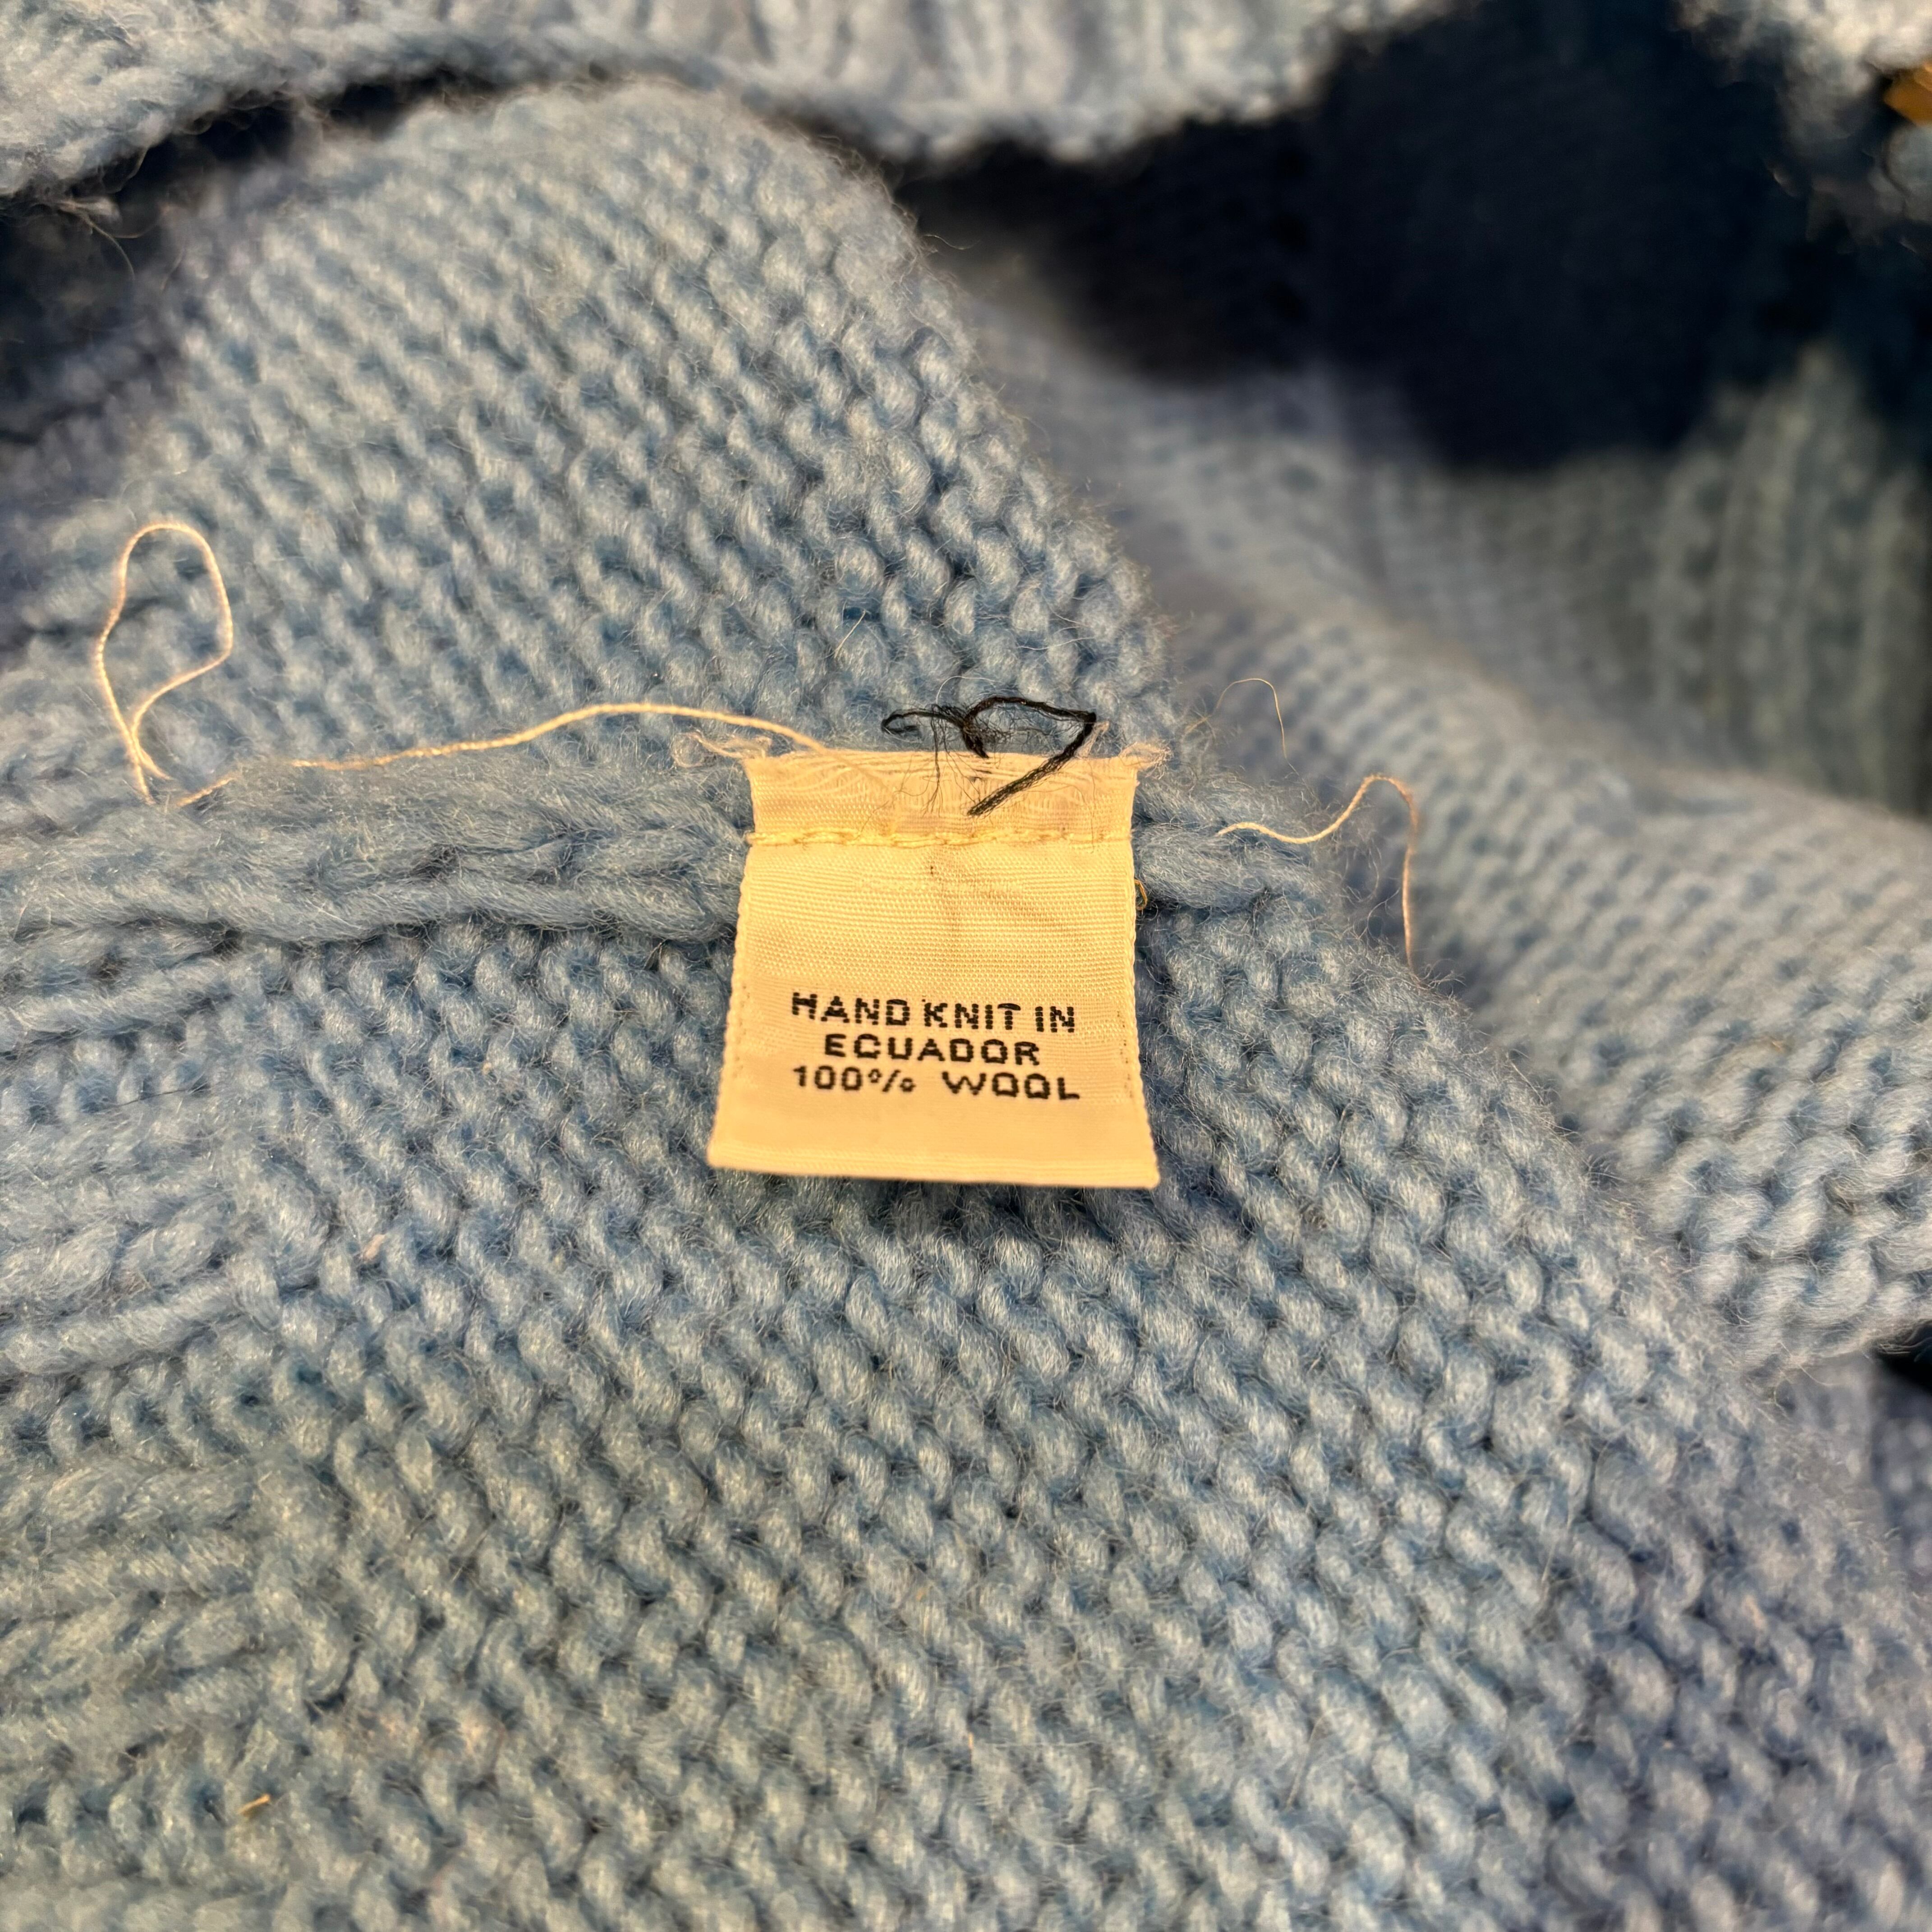 HAND KNIT IN
ECUADOR
100% WOOL